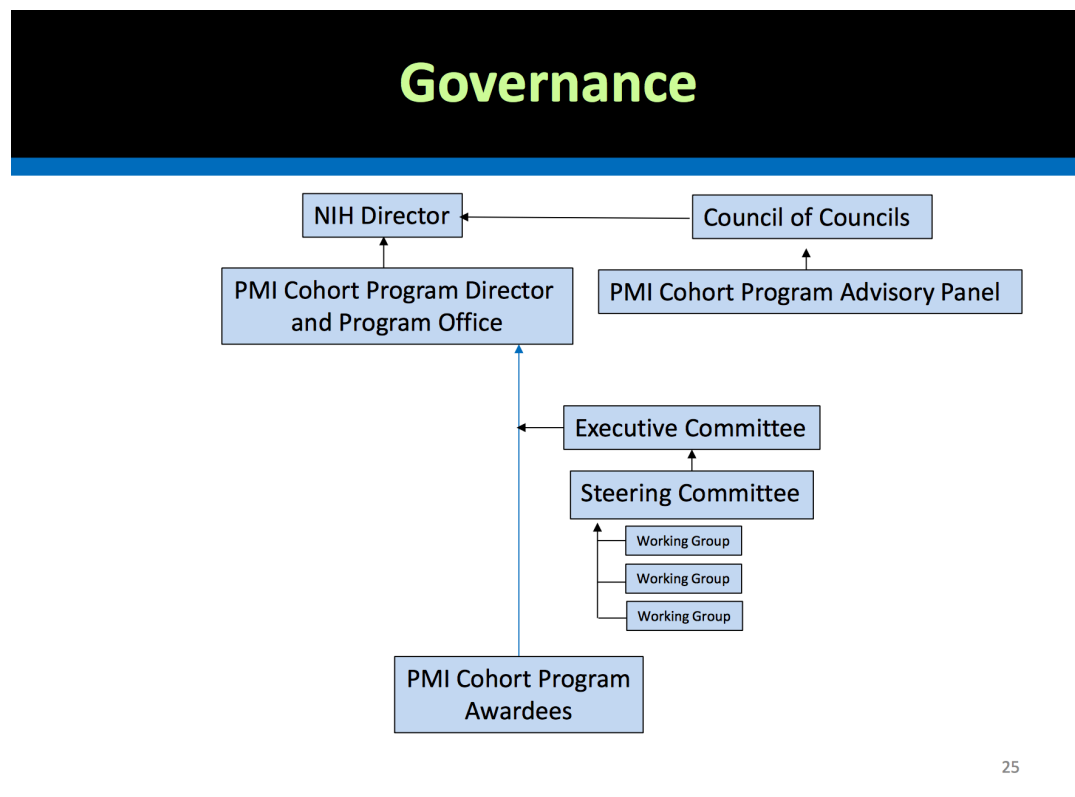 Governance
NIH Director
Council of Councils
PMI Cohort Program Director
and Program Office
PMI Cohort Program Advisory Panel
Executive Committee
Steering Committee
Working Group
Working Group
Working Group
PMI Cohort Program
Awardees
25